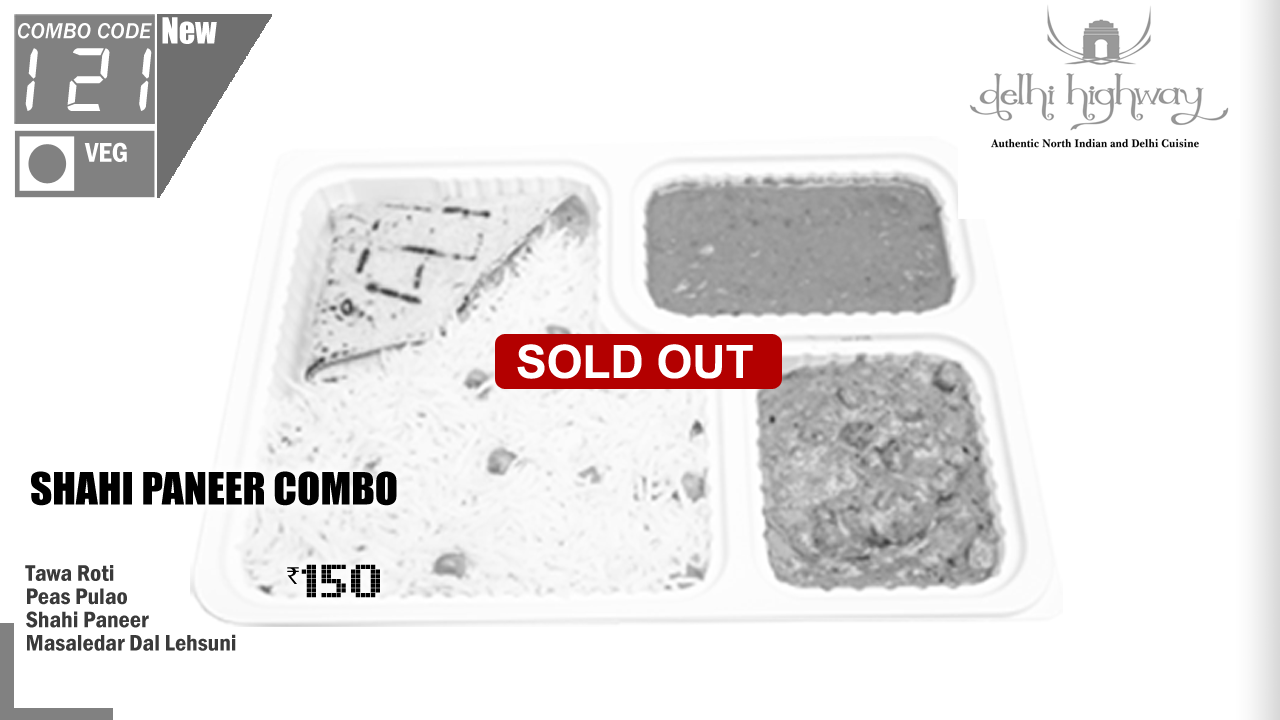 COMBO CODE
121
New
VEG
delhi highway
Authentic North Indian and Delhi Cuisine
SOLD OUT
SHAHI PANEER COMBO
₹150
Tawa Roti
Peas Pulao
Shahi Paneer
Masaledar Dal Lehsuni